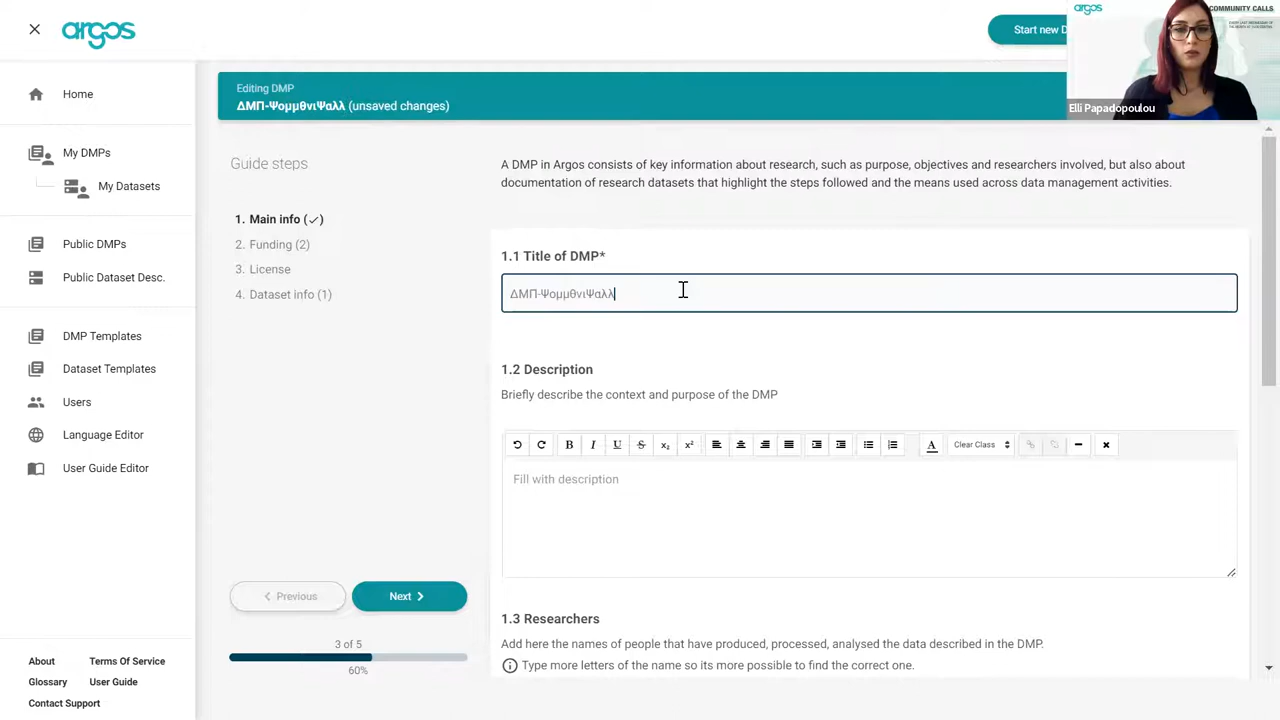 argos
Start new D
argos
COMMUNITY CALLS
Elli Papadopoulou
Home
My DMPs
My Datasets
Public DMPs
Public Dataset Desc.
DMP Templates
Dataset Templates
Users
Language Editor
User Guide Editor
About
Terms Of Service
Glossary
User Guide
Contact Support
Editing DMP
ΔΜΠ-ΨομμθνιΨαλλ (unsaved changes)
Guide steps
1. Main info (✓)
2. Funding (2)
3. License
4. Dataset info (1)
Previous
Next
3 of 5
60%
A DMP in Argos consists of key information about research, such as purpose, objectives and researchers involved, but also about
documentation of research datasets that highlight the steps followed and the means used across data management activities.
1.1 Title of DMP*
ΔΜΠ-ΨομμθνιΨαλλ
1.2 Description
Briefly describe the context and purpose of the DMP
B I U S x₂ x² A Clear Class
Fill with description
1.3 Researchers
Add here the names of people that have produced, processed, analysed the data described in the DMP.
Type more letters of the name so its more possible to find the correct one.